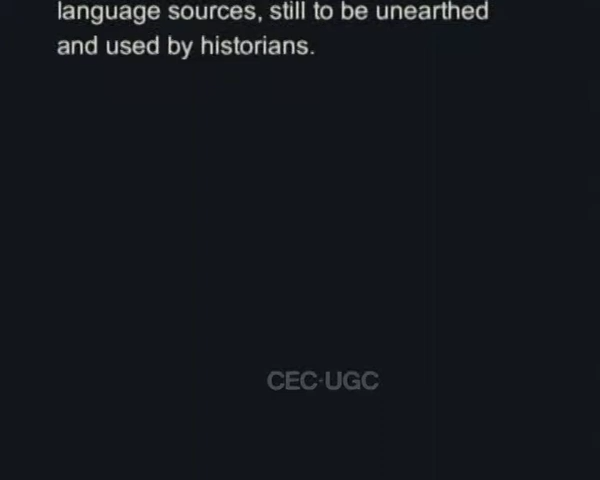 language sources, still to be unearthed
and used by historians.
CEC-UGC